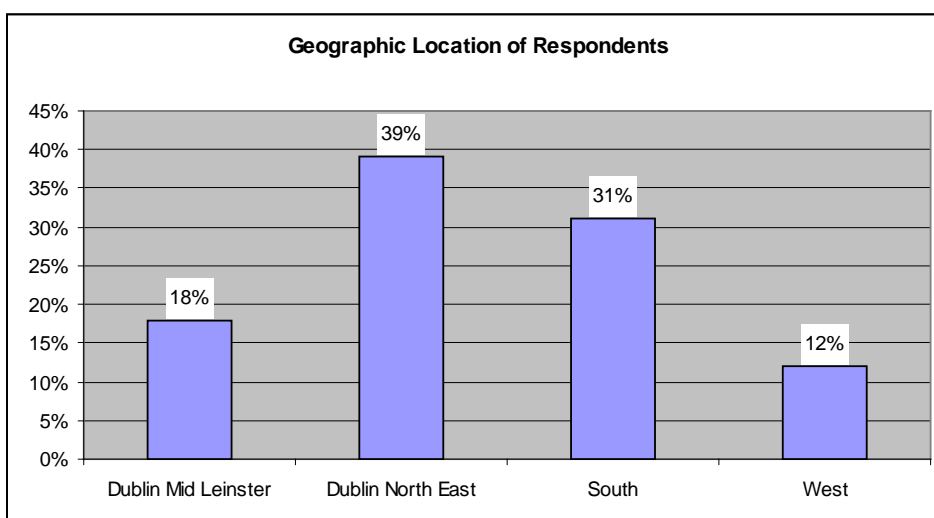 Geographic Location of Respondents
45%
40%
35%
30%
25%
20%
15%
10%
5%
0%
18%
39%
31%
12%
Dublin Mid Leinster
Dublin North East
South
West